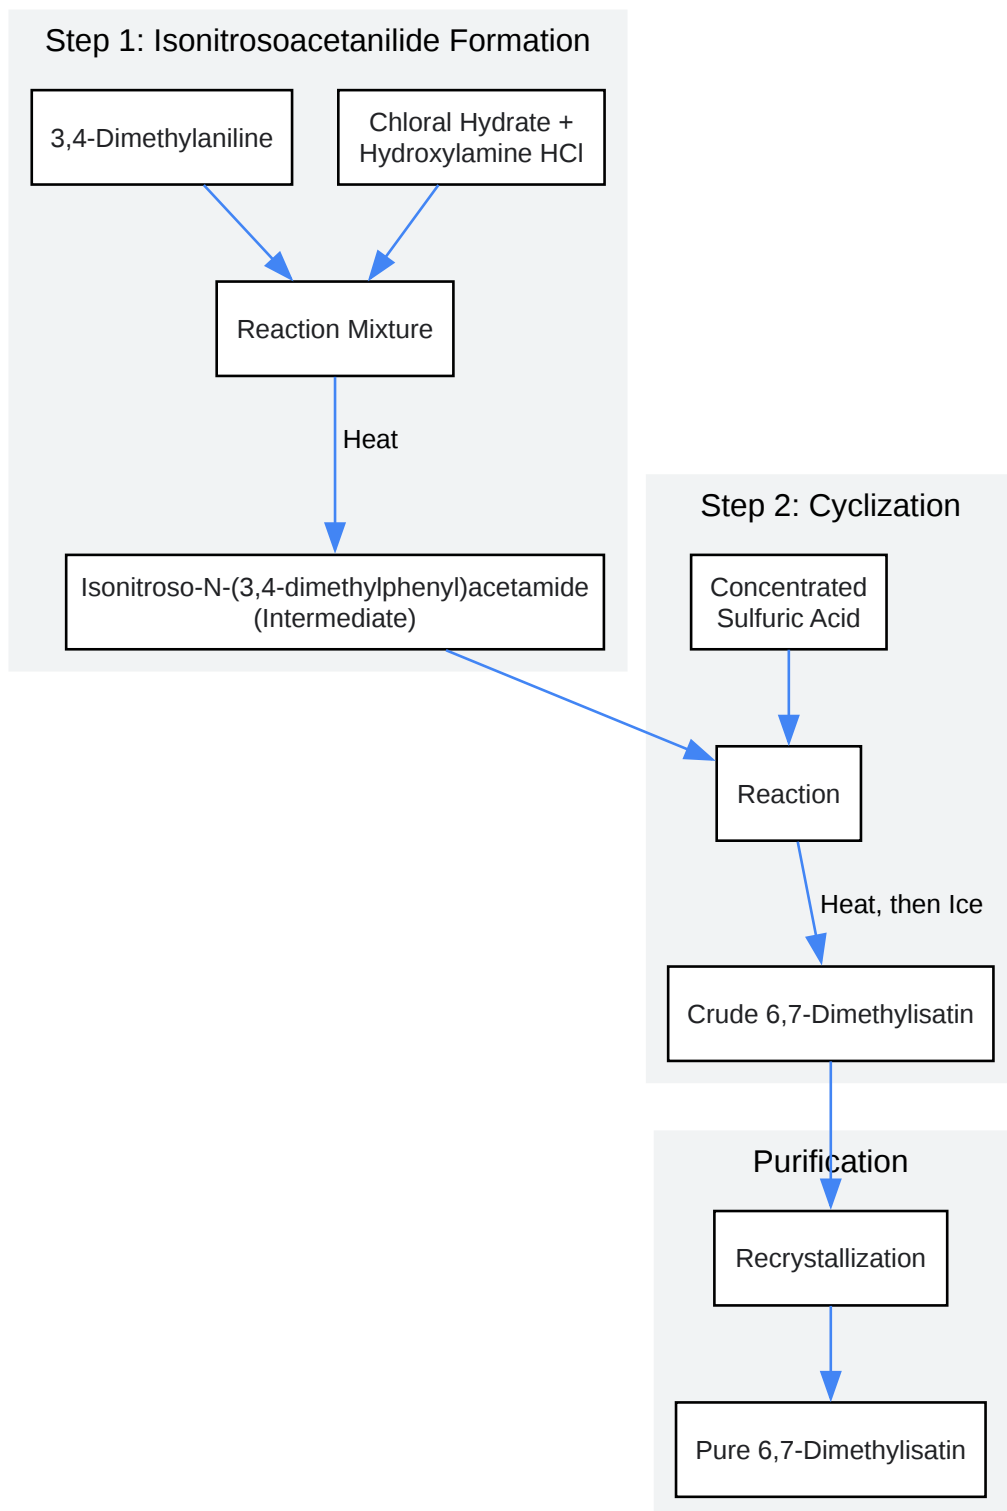 Step 1: Isonitrosoacetanilide Formation
3,4-Dimethylaniline
Chloral Hydrate +
Hydroxylamine HCl
Reaction Mixture
Heat
Isonitroso-N-(3,4-dimethylphenyl)acetamide
(Intermediate)
Step 2: Cyclization
Concentrated
Sulfuric Acid
Reaction
Heat, then Ice
Crude 6,7-Dimethylisatin
Purification
Recrystallization
Pure 6,7-Dimethylisatin